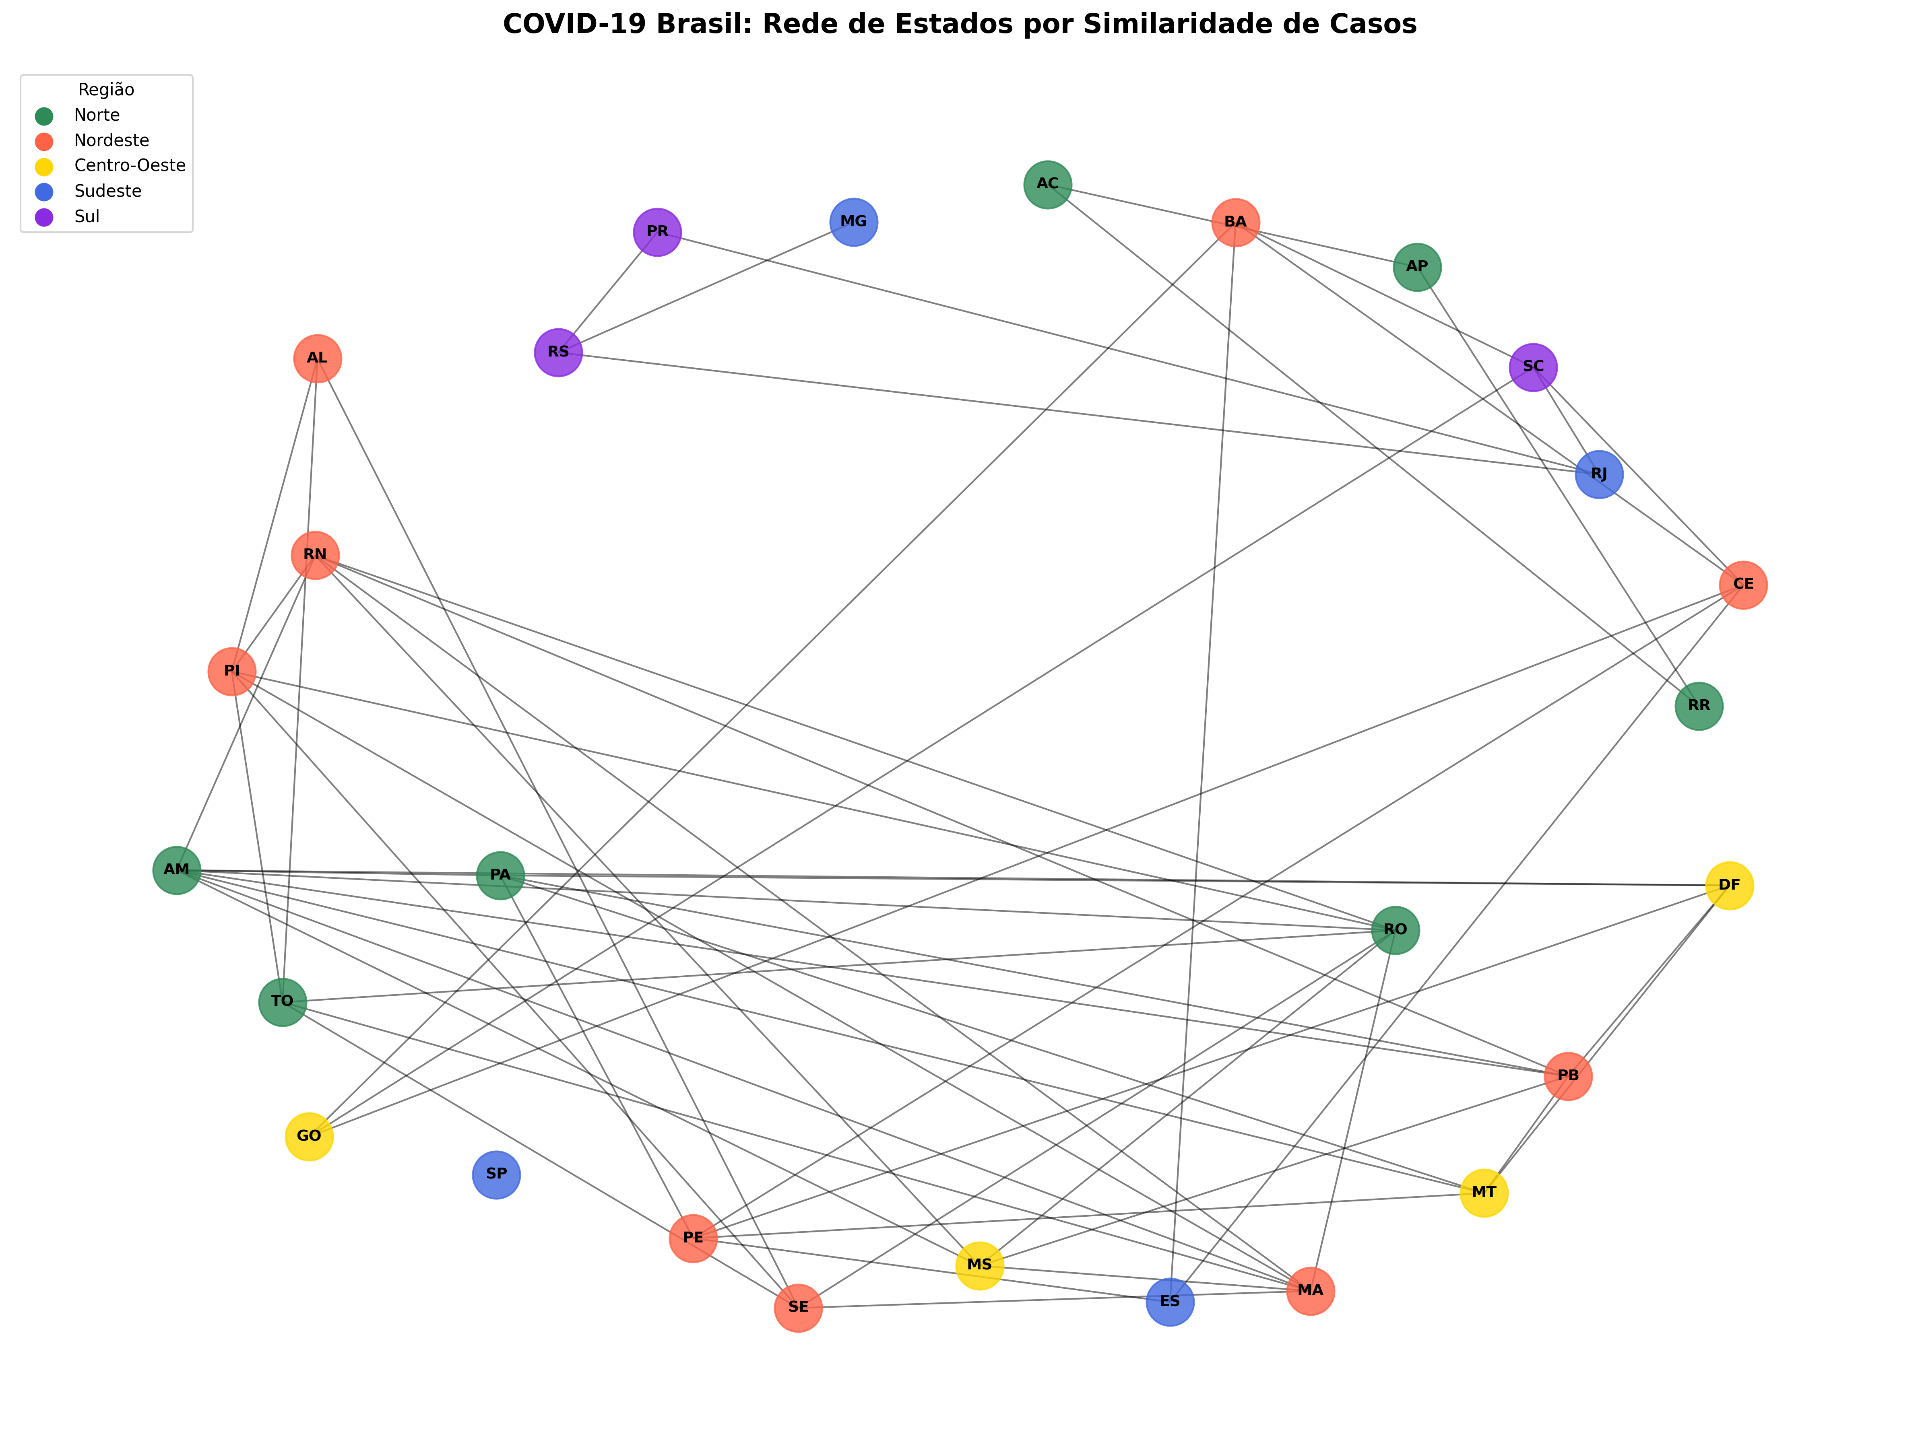 COVID-19 Brasil: Rede de Estados por Similaridade de Casos
Região
Norte
Nordeste
Centro-Oeste
Sudeste
Sul
AC
BA
PR
MG
AP
RS
AL
SC
RJ
RN
CE
PI
RR
AM
PA
DF
RO
TO
PB
GO
SP
MT
PE
MS
MA
ES
SE